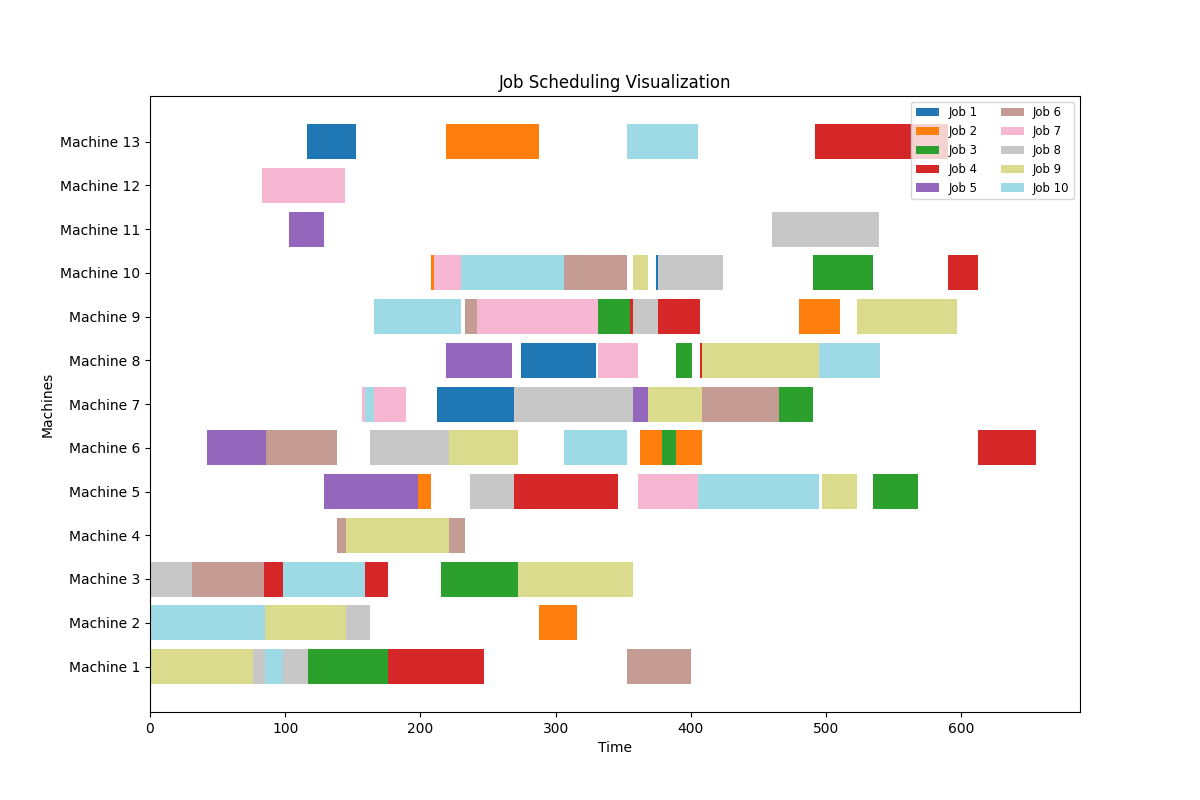 Job Scheduling Visualization
Machine 13
Machine 12
Machine 11
Machine 10
Machine 9
Machine 8
Machine 7
Machine 6
Machine 5
Machine 4
Machine 3
Machine 2
Machine 1
Machines
Job 1
Job 2
Job 3
Job 4
Job 5
Job 6
Job 7
Job 8
Job 9
Job 10
0 100 200 300 400 500 600
Time